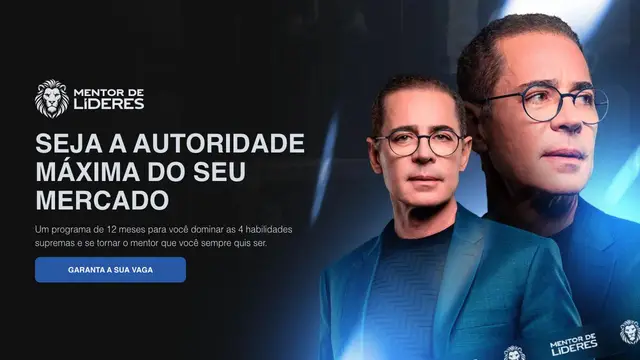 MENTOR DE
LÍDERES
SEJA A AUTORIDADE
MÁXIMA DO SEU
MERCADO
Um programa de 12 meses para você dominar as 4 habilidades
supremas e se tornar o mentor que você sempre quis ser.
GARANTA A SUA VAGA
MENTOR DE
LÍDERES